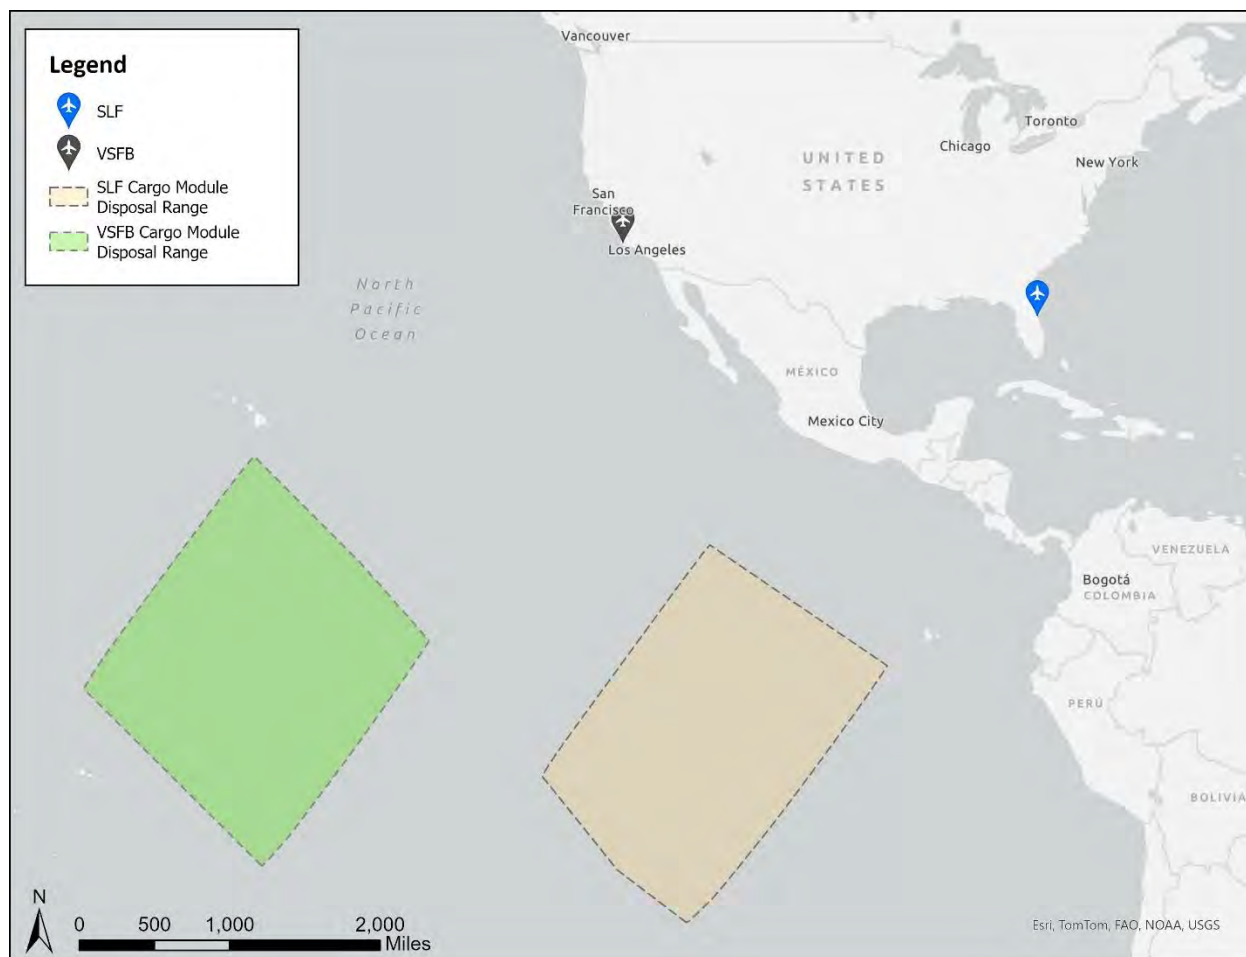 Legend
SLF
VSFB
SLF Cargo Module
Disposal Range
VSFB Cargo Module
Disposal Range
Vancouver
Toronto
Chicago
New York
UNITED
STATES
San
Francisco
Los Angeles
North
Pacific
Ocean
MÉXICO
Mexico City
VENEZUELA
Bogotá
COLOMBIA
PERÚ
BOLIVIA
N
0 500 1,000 2,000
Miles
Esri, TomTom, FAO, NOAA, USGS